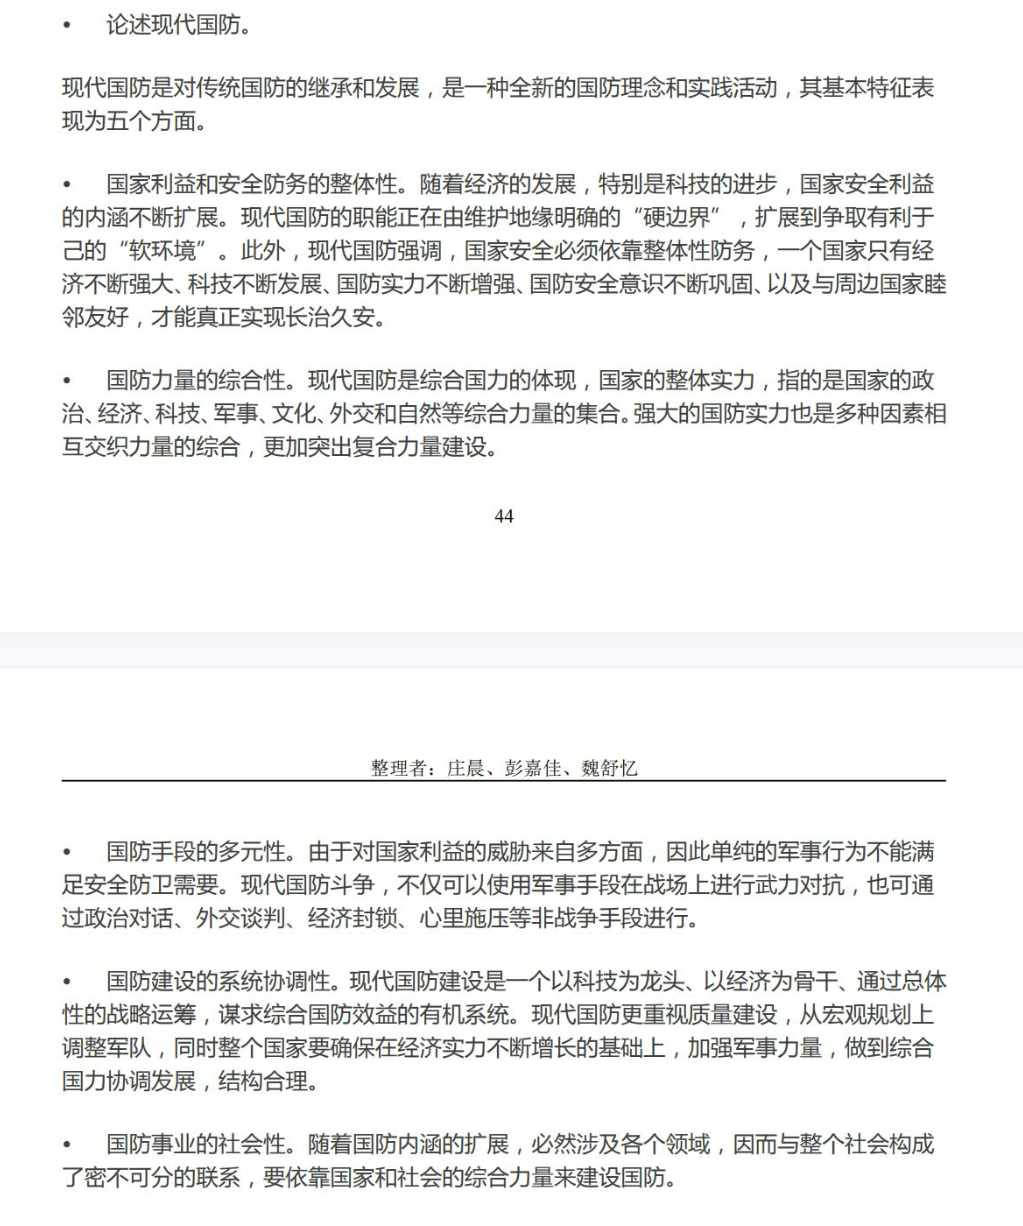 • 论述现代国防。
现代国防是对传统国防的继承和发展，是一种全新的国防理念和实践活动，其基本特征表
现为五个方面。
• 国家利益和安全防务的整体性。随着经济的发展，特别是科技的进步，国家安全利益
的内涵不断扩展。现代国防的职能正在由维护地缘明确的“硬边界”，扩展到争取有利于
己的“软环境”。此外，现代国防强调，国家安全必须依靠整体性防务，一个国家只有经
济不断强大、科技不断发展、国防实力不断增强、国防安全意识不断巩固、以及与周边国家睦
邻友好，才能真正实现长治久安。
• 国防力量的综合性。现代国防是综合国力的体现，国家的整体实力，指的是国家的政
治、经济、科技、军事、文化、外交和自然等综合力量的集合。强大的国防实力也是多种因素相
互交织力量的综合，更加突出复合力量建设。
44
整理者：庄晨、彭嘉佳、魏舒忆
• 国防手段的多元性。由于对国家利益的威胁来自多方面，因此单纯的军事行为不能满
足安全防卫需要。现代国防斗争，不仅可以使用军事手段在战场上进行武力对抗，也可通
过政治对话、外交谈判、经济封锁、心里施压等非战争手段进行。
• 国防建设的系统协调性。现代国防建设是一个以科技为龙头、以经济为骨干、通过总体
性的战略运筹，谋求综合国防效益的有机系统。现代国防更重视质量建设，从宏观规划上
调整军队，同时整个国家要确保在经济实力不断增长的基础上，加强军事力量，做到综合
国力协调发展，结构合理。
• 国防事业的社会性。随着国防内涵的扩展，必然涉及各个领域，因而与整个社会构成
了密不可分的联系，要依靠国家和社会的综合力量来建设国防。